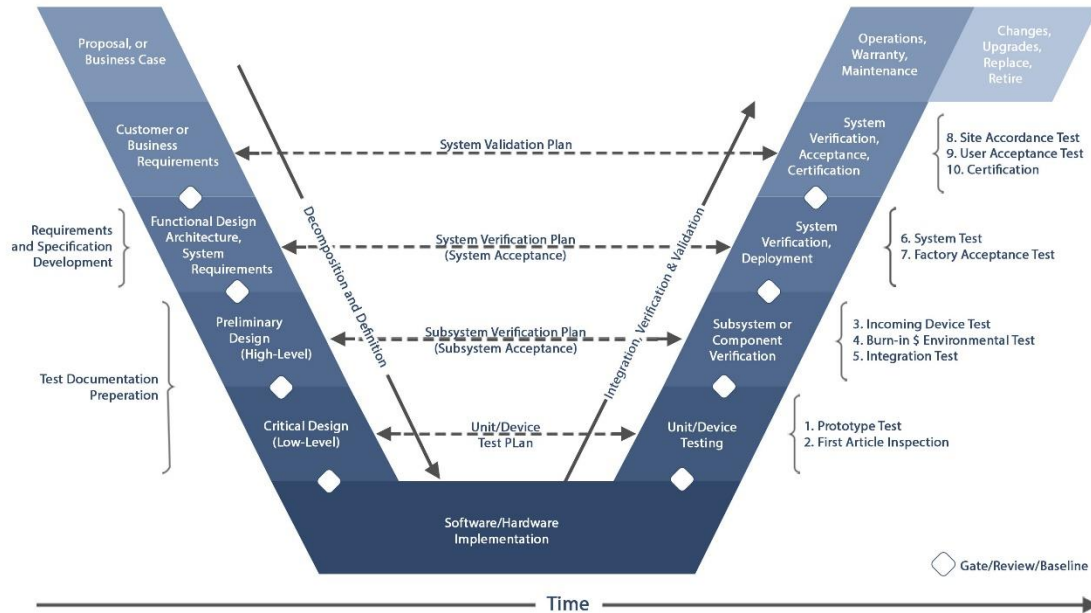 Proposal, or
Business Case
Operations,
Warranty,
Maintenance
Changes,
Upgrades,
Replace,
Retire
Customer or
Business
Requirements
System Validation Plan
System
Verification,
Acceptance,
Certification
8. Site Accordance Test
9. User Acceptance Test
10. Certification
Requirements
and Specification
Development
Functional Design
Architecture,
System
Requirements
Decomposition and Definition
System Verification Plan
(System Acceptance)
Integration, Verification & Validation
System
Verification,
Deployment
6. System Test
7. Factory Acceptance Test
Test Documentation
Preperation
Preliminary
Design
(High-Level)
Subsystem Verification Plan
(Subsystem Acceptance)
Subsystem or
Component
Verification
3. Incoming Device Test
4. Burn-in $ Environmental Test
5. Integration Test
Critical Design
(Low-Level)
Unit/Device
Test PLan
Unit/Device
Testing
1. Prototype Test
2. First Article Inspection
Software/Hardware
Implementation
Gate/Review/Baseline
Time